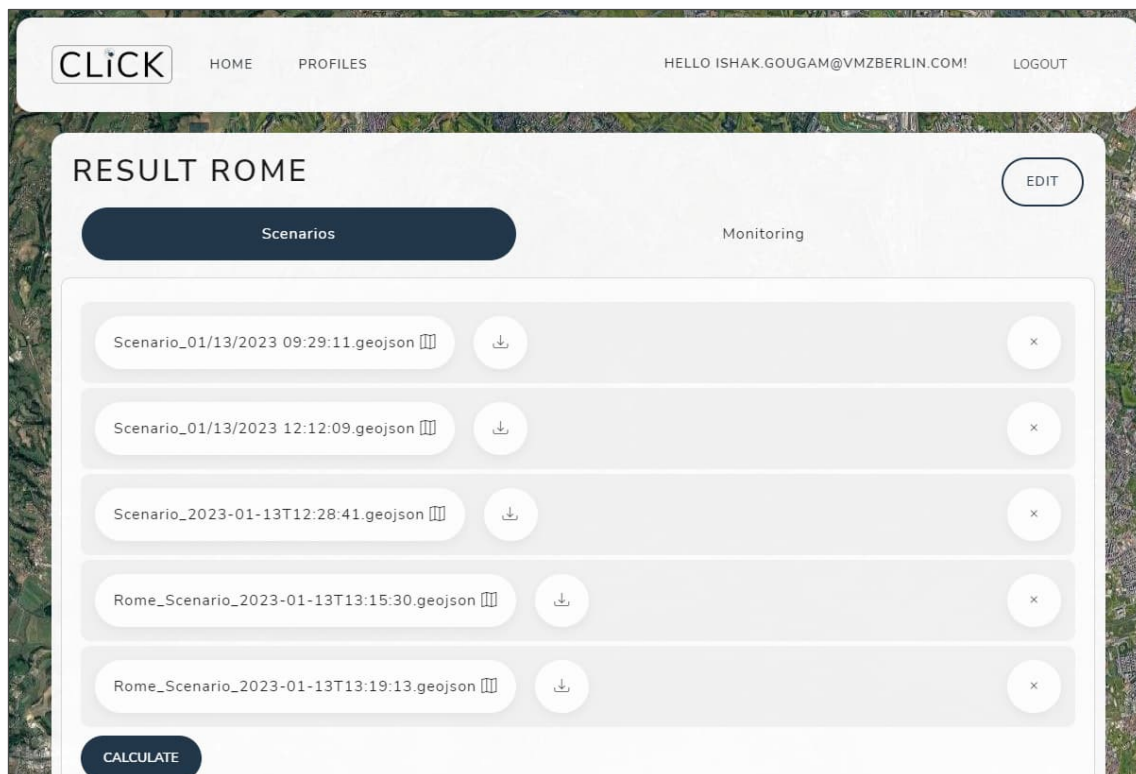 CLiCK HOME PROFILES HELLO ISHAK.GOUGAM@VMZBERLIN.COM! LOGOUT
RESULT ROME
EDIT
Scenarios Monitoring
Scenario_01/13/2023 09:29:11.geojson
Scenario_01/13/2023 12:12:09.geojson
Scenario_2023-01-13T12:28:41.geojson
Rome_Scenario_2023-01-13T13:15:30.geojson
Rome_Scenario_2023-01-13T13:19:13.geojson
CALCULATE